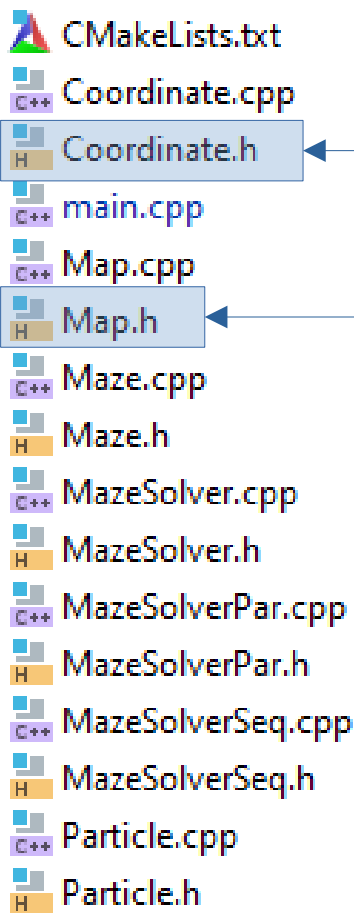 CMakeLists.txt
C++ Coordinate.cpp
H Coordinate.h
C++ main.cpp
C++ Map.cpp
H Map.h
C++ Maze.cpp
H Maze.h
C++ MazeSolver.cpp
H MazeSolver.h
C++ MazeSolverPar.cpp
H MazeSolverPar.h
C++ MazeSolverSeq.cpp
H MazeSolverSeq.h
C++ Particle.cpp
H Particle.h